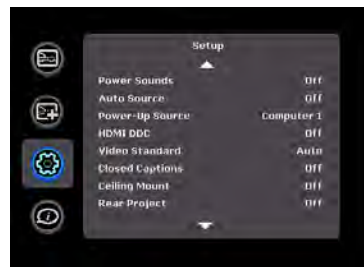 Setup
Power Sounds Off
Auto Source Off
Power-Up Source Computer 1
HDMI DDC Off
Video Standard Auto
Closed Captions Off
Ceiling Mount Off
Rear Project Off